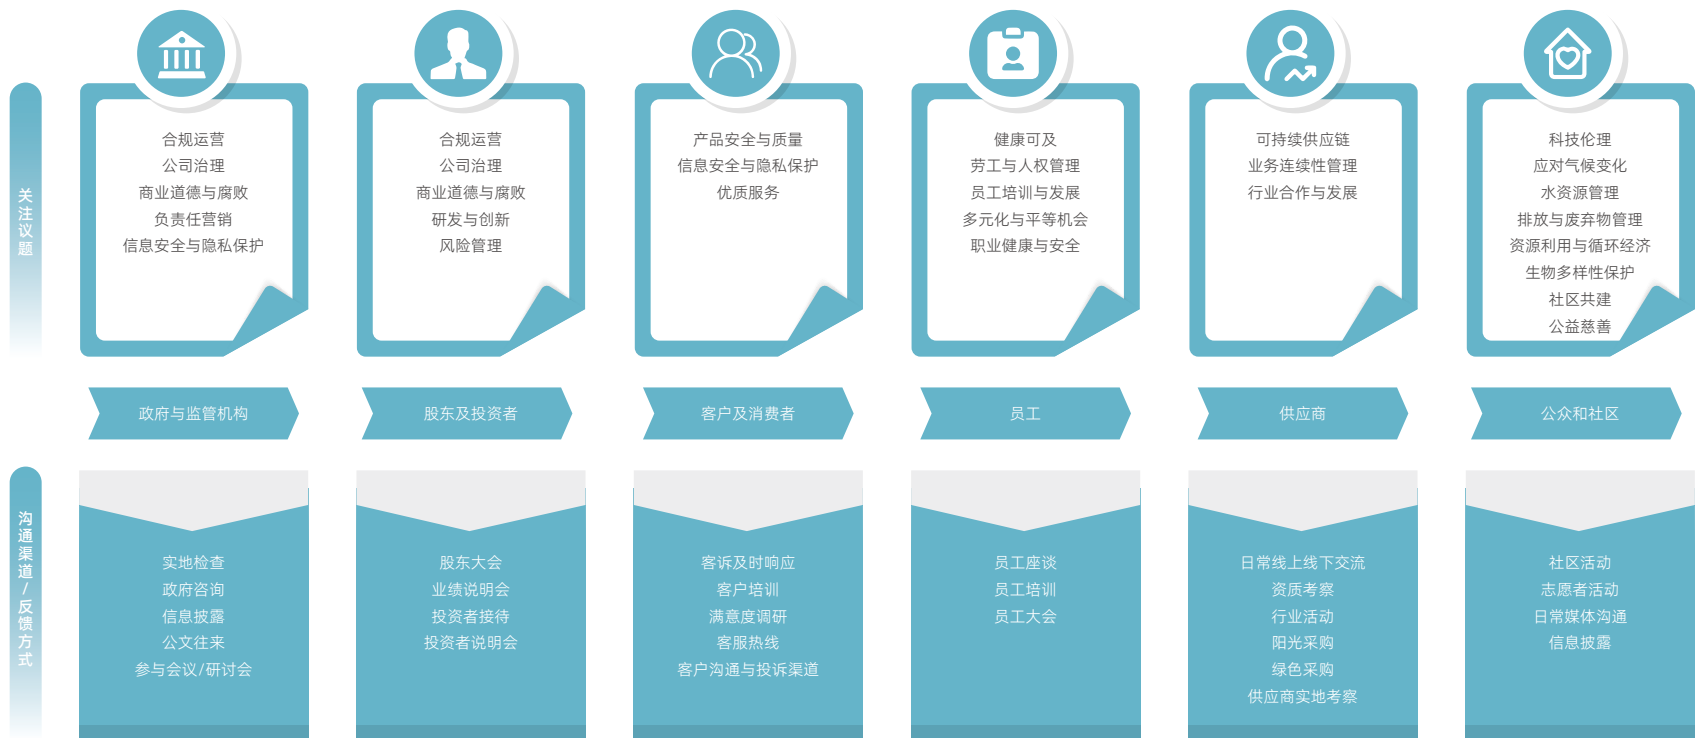 关注议题
合规运营
公司治理
商业道德与腐败
负责任营销
信息安全与隐私保护
合规运营
公司治理
商业道德与腐败
研发与创新
风险管理
产品安全与质量
信息安全与隐私保护
优质服务
健康可及
劳工与人权管理
员工培训与发展
多元化与平等机会
职业健康与安全
可持续供应链
业务连续性管理
行业合作与发展
科技伦理
应对气候变化
水资源管理
排放与废弃物管理
资源利用与循环经济
生物多样性保护
社区共建
公益慈善
政府与监管机构
股东及投资者
客户及消费者
员工
供应商
公众和社区
沟通渠道/反馈方式
实地检查
政府咨询
信息披露
公文往来
参与会议/研讨会
股东大会
业绩说明会
投资者接待
投资者说明会
客诉及时响应
客户培训
满意度调研
客服热线
客户沟通与投诉渠道
员工座谈
员工培训
员工大会
日常线上线下交流
资质考察
行业活动
阳光采购
绿色采购
供应商实地考察
社区活动
志愿者活动
日常媒体沟通
信息披露